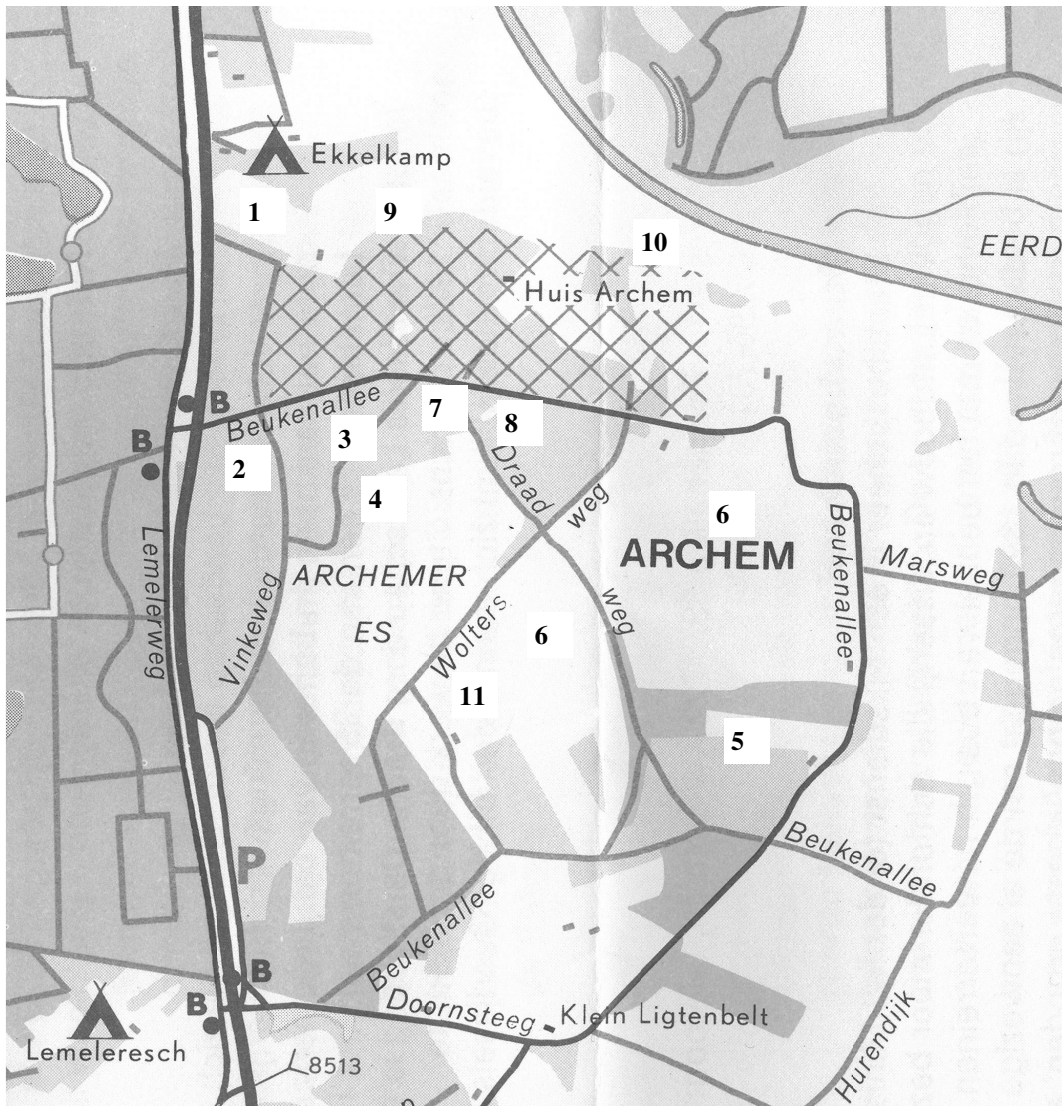 Ekkelkamp
1
9
10
EERD
Huis Archem
B
B
Beukenallee
7
8
3
2
4
Draad
weg
6
ARCHEM
Beukenallee
Marsweg
Lemelerweg
Vinkeweg
ARCHEMER
ES
Wolters
weg
6
11
5
P
Beukenallee
Beukenallee
B
B
Doornsteeg
Klein Ligtenbelt
Hurendijk
Lemeleresch
8513